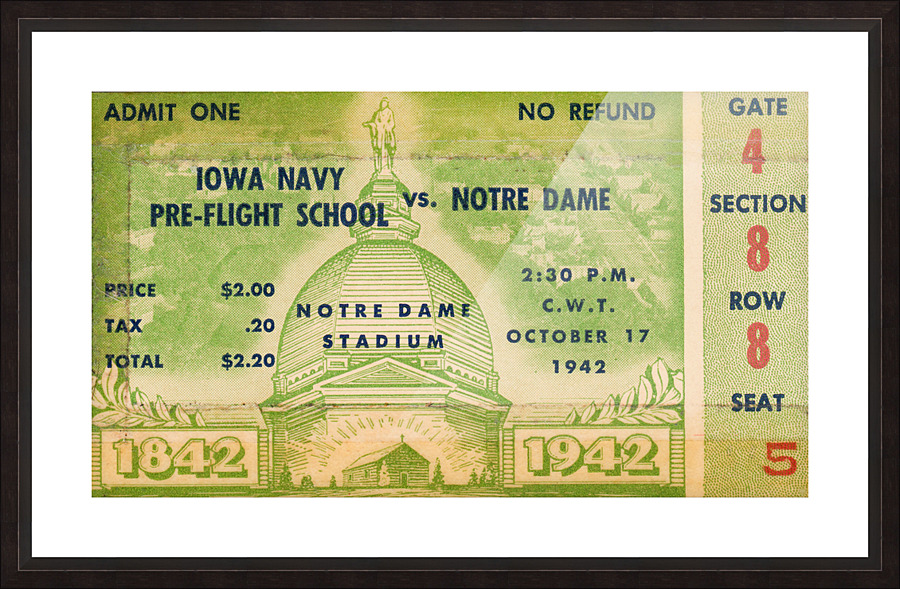 ADMIT ONE
NO REFUND
IOWA NAVY
PRE-FLIGHT SCHOOL
vs. NOTRE DAME
PRICE $2.00
TAX .20
TOTAL $2.20
NOTRE DAME
STADIUM
2:30 P.M.
C.W.T.
OCTOBER 17
1942
1842
1942
GATE
4
SECTION
8
ROW
8
SEAT
5